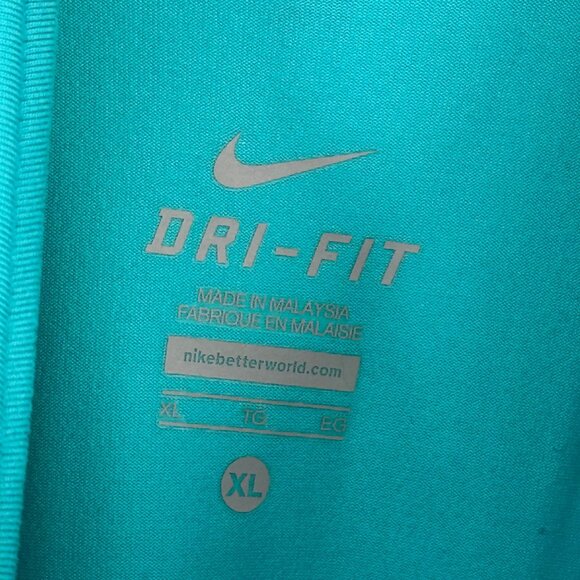 DRI-FIT
MADE IN MALAYSIA
FABRIQUE EN MALAISIE
nikebetterworld.com
XL TG EG
XL